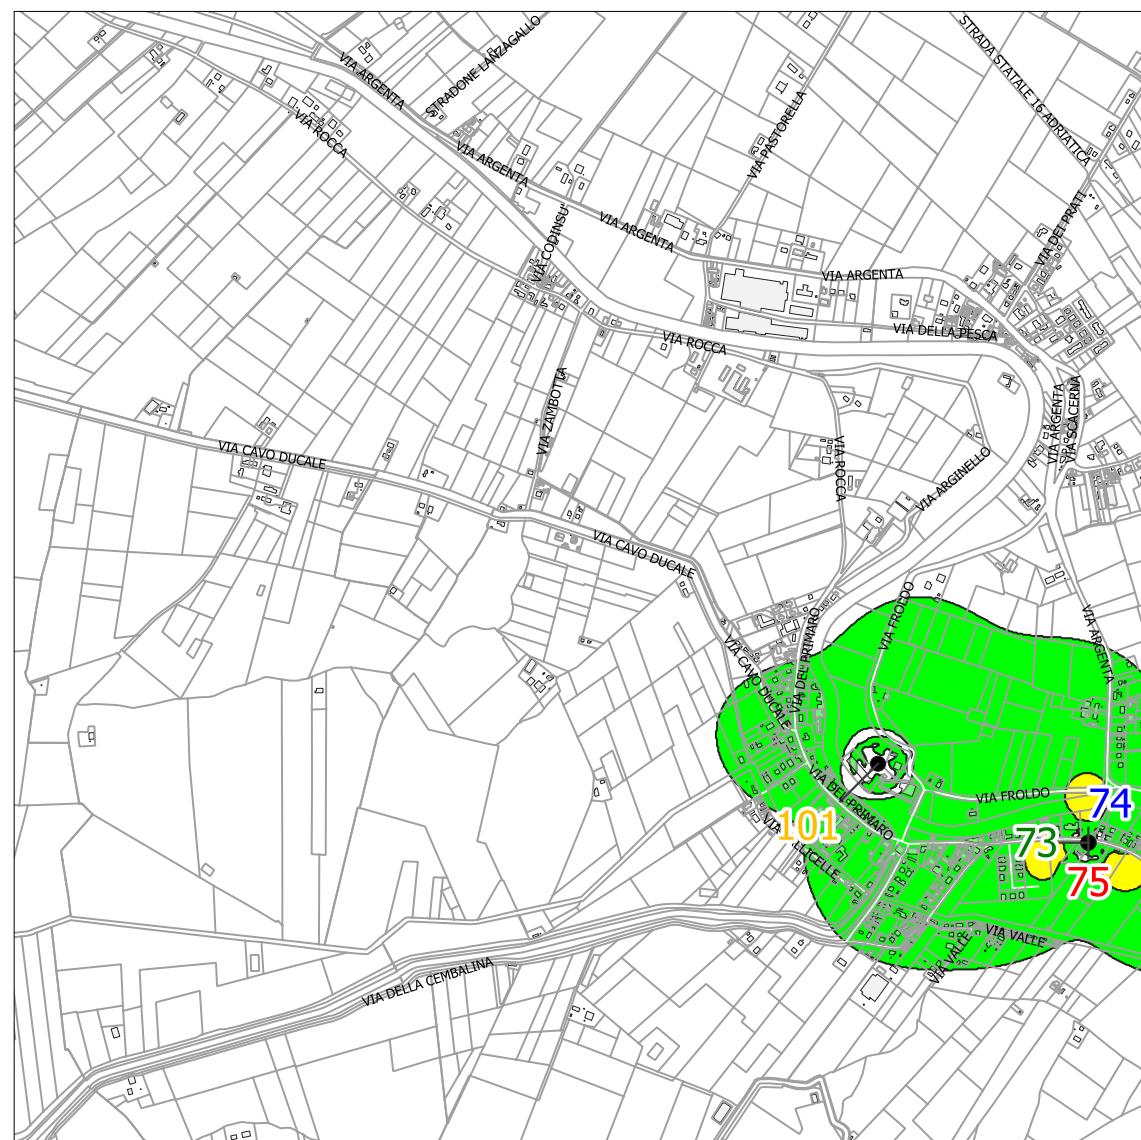 STRADA STATALE 16 ADRIATICA
STRADONE LANZAGALLO
VIA ARGENTA
VIA ROCCA
VIA PASTORELLA
VIA ARGENTA
VIA DEI PRATI
VIA CODINSU'
VIA ARGENTA
VIA ARGENTA
VIA DELLA PESCA
VIA ROCCA
VIA ZAMBOTTA
VIA ARGENTA
VIA SCACERNA
VIA CAVO DUCALE
VIA ROCCA
VIA ARGINELLO
VIA CAVO DUCALE
VIA FROLDO
VIA ARGENTA
VIA DEL PRIMARO
VIA CAVO DUCALE
VIA DEL PRIMARO
VIA FROLDO
74
101
73
VIA VALLICELLE
75
VIA VALLE
VIA VALLE
VIA DELLA CEMBALINA